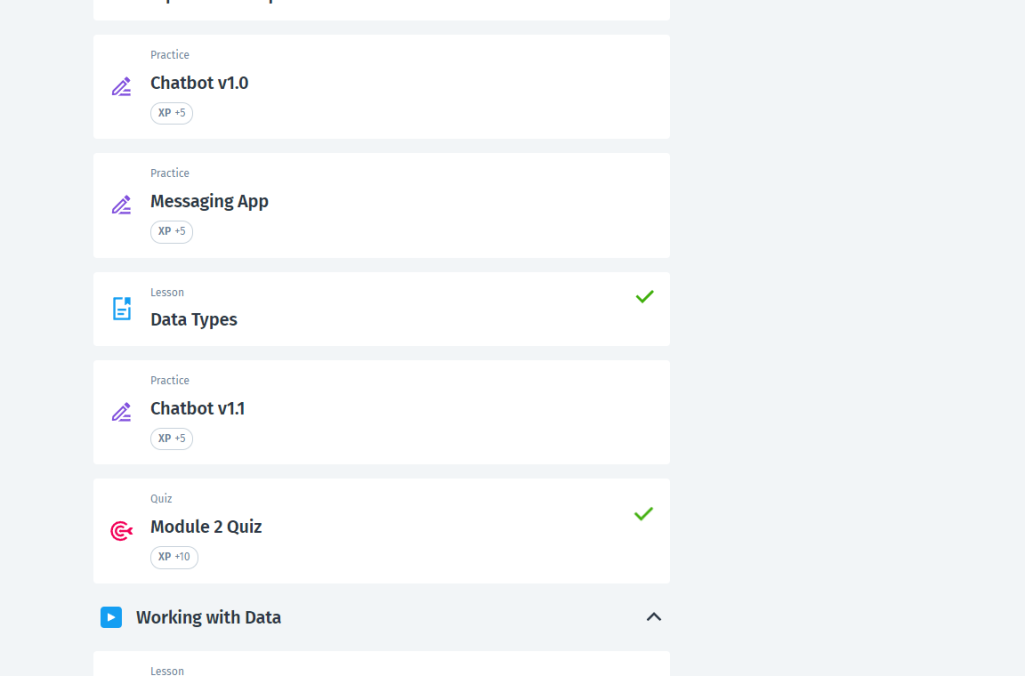 Practice
Chatbot v1.0
XP +5
Practice
Messaging App
XP +5
Lesson
Data Types
Practice
Chatbot v1.1
XP +5
Quiz
Module 2 Quiz
XP +10
Working with Data
Lesson